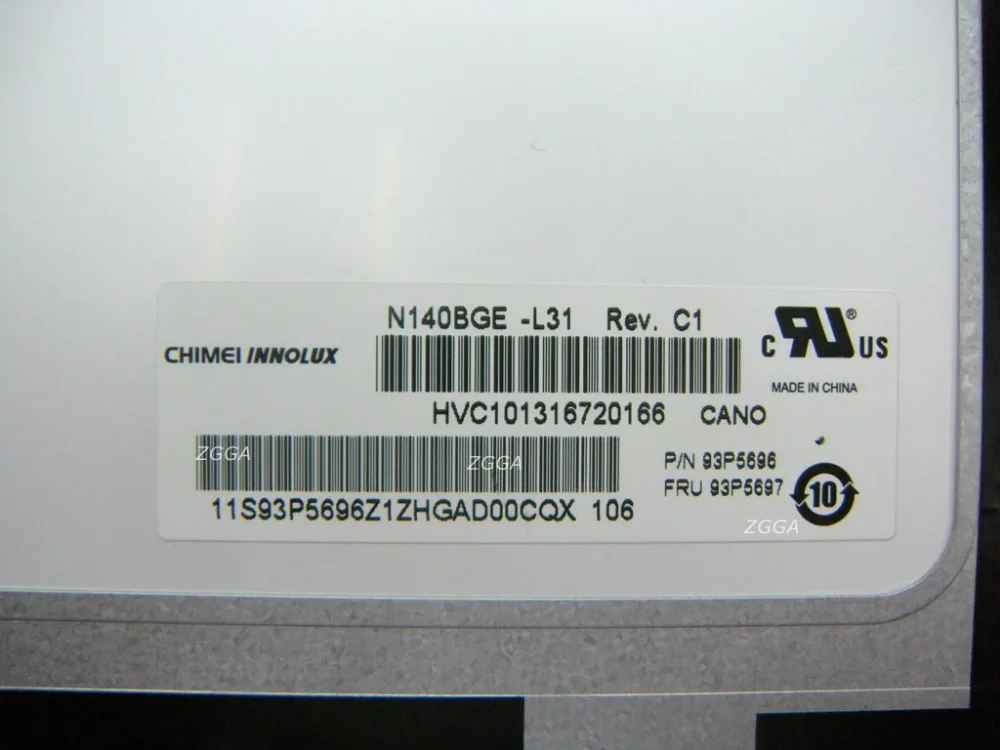 N140BGE -L31 Rev. C1
CHIMEI INNOLUX
C UR ® US
MADE IN CHINA
HVC101316720166 CANO
ZGGA
ZGGA
P/N 93P5696
FRU 93P5697
10
11S93P5696Z1ZHGAD00CQX 106
ZGGA